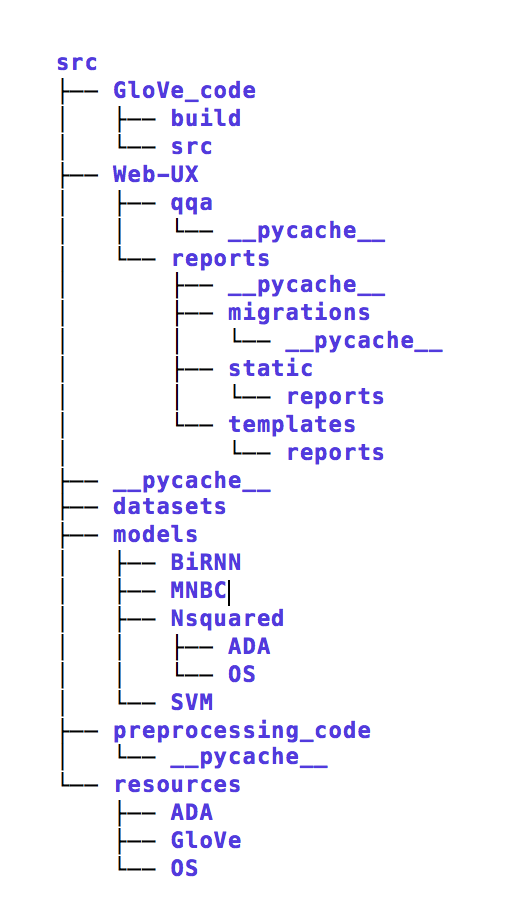 src
├── GloVe_code
│   ├── build
│   └── src
├── Web-UX
│   ├── qqa
│   │   └── __pycache__
│   └── reports
│       ├── __pycache__
│       ├── migrations
│       │   └── __pycache__
│       ├── static
│       │   └── reports
│       └── templates
│           └── reports
├── __pycache__
├── datasets
├── models
│   ├── BiRNN
│   ├── MNBC
│   ├── Nsquared
│   │   ├── ADA
│   │   └── OS
│   └── SVM
├── preprocessing_code
│   └── __pycache__
└── resources
    ├── ADA
    ├── GloVe
    └── OS